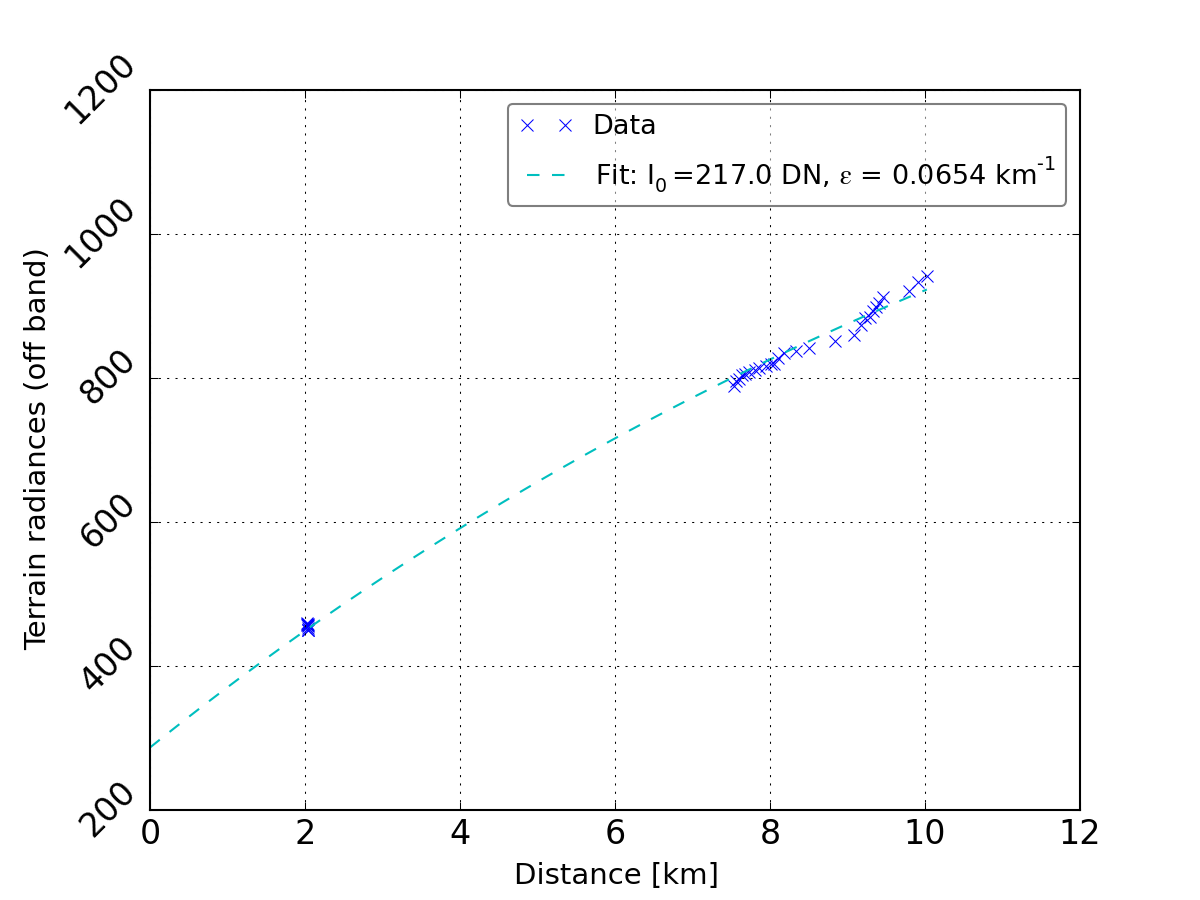 Data
Fit: I₀=217.0 DN, ε = 0.0654 km⁻¹
1200
1000
800
600
400
200
Terrain radiances (off band)
0 2 4 6 8 10 12
Distance [km]